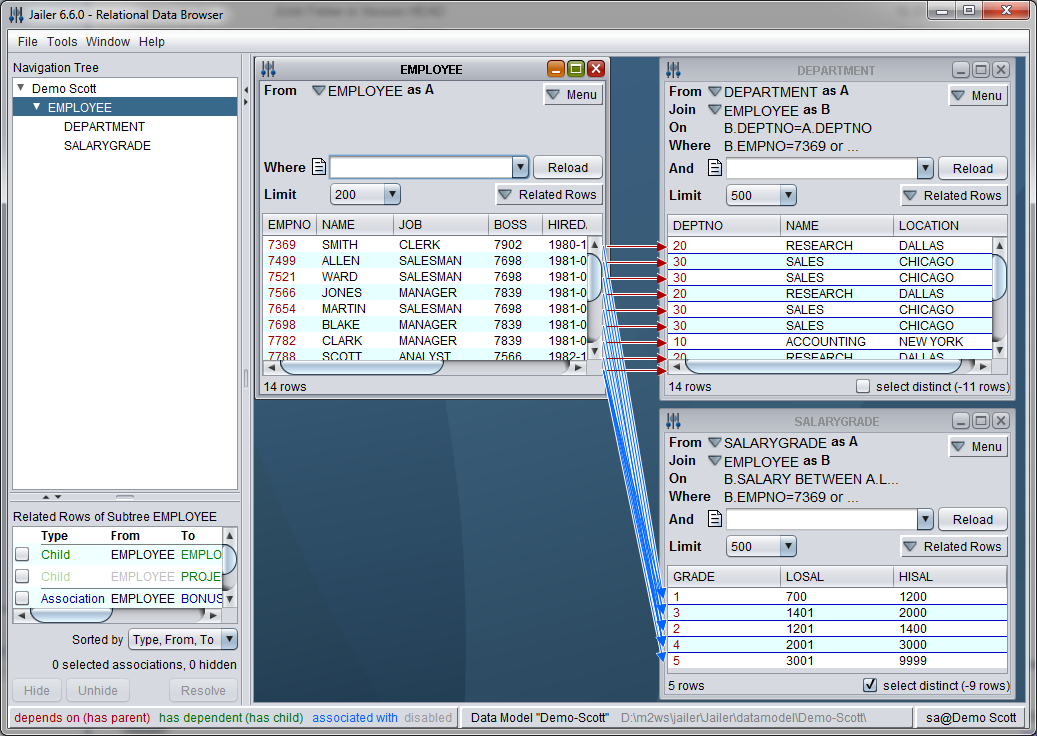 Jailer 6.6.0 - Relational Data Browser
File Tools Window Help
Navigation Tree
Demo Scott
EMPLOYEE
DEPARTMENT
SALARYGRADE
Related Rows of Subtree EMPLOYEE
Type From To
Child EMPLOYEE EMPLO
Child EMPLOYEE PROJE
Association EMPLOYEE BONUS
Sorted by Type, From, To
0 selected associations, 0 hidden
Hide Unhide Resolve
EMPLOYEE
From EMPLOYEE as A
Menu
Where Reload
Limit 200 Related Rows
EMPNO NAME JOB BOSS HIRED
7369 SMITH CLERK 7902 1980-1
7499 ALLEN SALESMAN 7698 1981-0
7521 WARD SALESMAN 7698 1981-0
7566 JONES MANAGER 7839 1981-0
7654 MARTIN SALESMAN 7698 1981-0
7698 BLAKE MANAGER 7839 1981-0
7782 CLARK MANAGER 7839 1981-0
7788 SCOTT ANALYST 7566 1982-1
14 rows
DEPARTMENT
From DEPARTMENT as A
Menu
Join EMPLOYEE as B
On B.DEPTNO=A.DEPTNO
Where B.EMPNO=7369 or ...
And Reload
Limit 500 Related Rows
DEPTNO NAME LOCATION
20 RESEARCH DALLAS
30 SALES CHICAGO
30 SALES CHICAGO
20 RESEARCH DALLAS
30 SALES CHICAGO
30 SALES CHICAGO
10 ACCOUNTING NEW YORK
20 RESEARCH DALLAS
14 rows select distinct (-11 rows)
SALARYGRADE
From SALARYGRADE as A
Menu
Join EMPLOYEE as B
On B.SALARY BETWEEN A.L...
Where B.EMPNO=7369 or ...
And Reload
Limit 500 Related Rows
GRADE LOSAL HISAL
1 700 1200
3 1401 2000
2 1201 1400
4 2001 3000
5 3001 9999
5 rows select distinct (-9 rows)
depends on (has parent) has dependent (has child) associated with disabled Data Model "Demo-Scott" D:\m2ws\jailer\Jailer\datamodel\Demo-Scott\ sa@Demo Scott